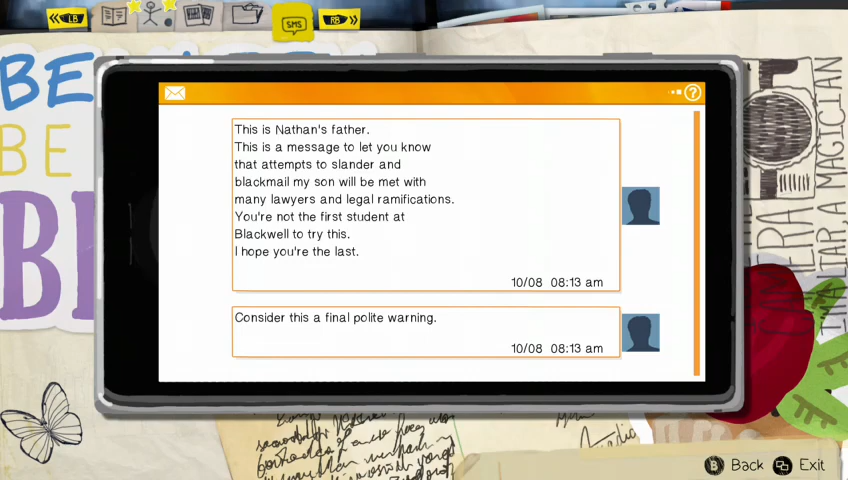 LB
SMS
RB
This is Nathan's father.
This is a message to let you know
that attempts to slander and
blackmail my son will be met with
many lawyers and legal ramifications.
You're not the first student at
Blackwell to try this.
I hope you're the last.
10/08 08:13 am
Consider this a final polite warning.
10/08 08:13 am
?
BE
BE
THE
CAMERA
LIAR, A MAGICIAN
B Back
Exit